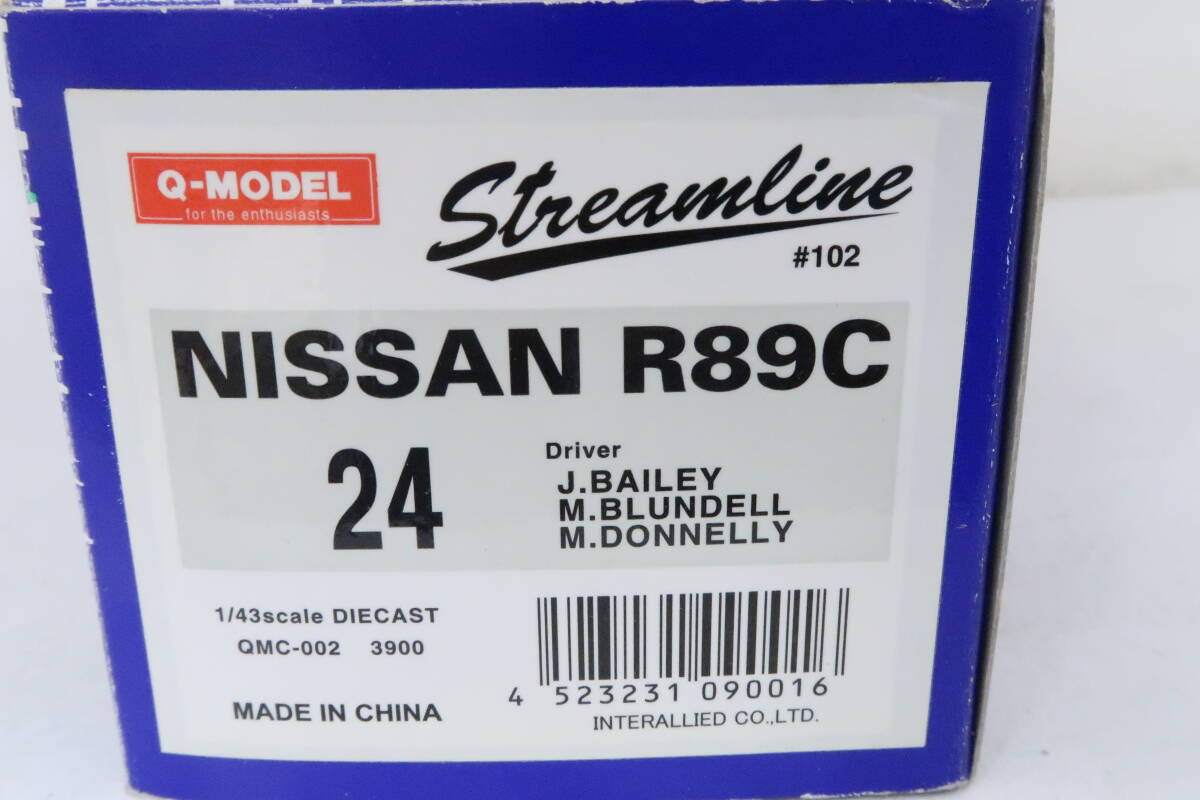 Q-MODEL
for the enthusiasts
Streamline
#102
NISSAN R89C
24
Driver
J.BAILEY
M.BLUNDELL
M.DONNELLY
1/43scale DIECAST
QMC-002 3900
MADE IN CHINA
4 523231 090016
INTERALLIED CO.,LTD.